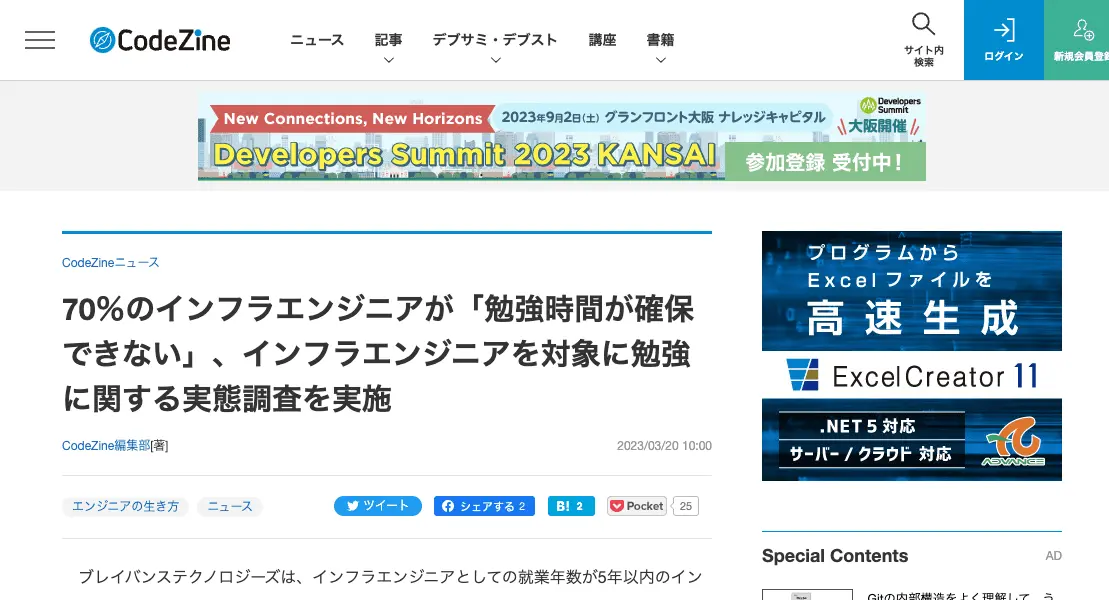 CodeZine
ニュース
記事
デブサミ・デブスト
講座
書籍
サイト内
検索
ログイン
新規会員登録
New Connections, New Horizons
2023年9月2日(土) グランフロント大阪 ナレッジキャピタル
Developers Summit
大阪開催
Developers Summit 2023 KANSAI
参加登録 受付中!
CodeZineニュース
70%のインフラエンジニアが「勉強時間が確保
できない」、インフラエンジニアを対象に勉強
に関する実態調査を実施
CodeZine編集部[著]
2023/03/20 10:00
エンジニアの生き方
ニュース
ツイート
シェアする 2
B! 2
Pocket
25
ブレイバンステクノロジーズは、インフラエンジニアとしての就業年数が5年以内のイン
プログラムから
Excelファイルを
高速生成
ExcelCreator 11
.NET 5 対応
サーバー / クラウド 対応
ADVANCE
Special Contents
AD
Gitの内部構造をよく理解して、う